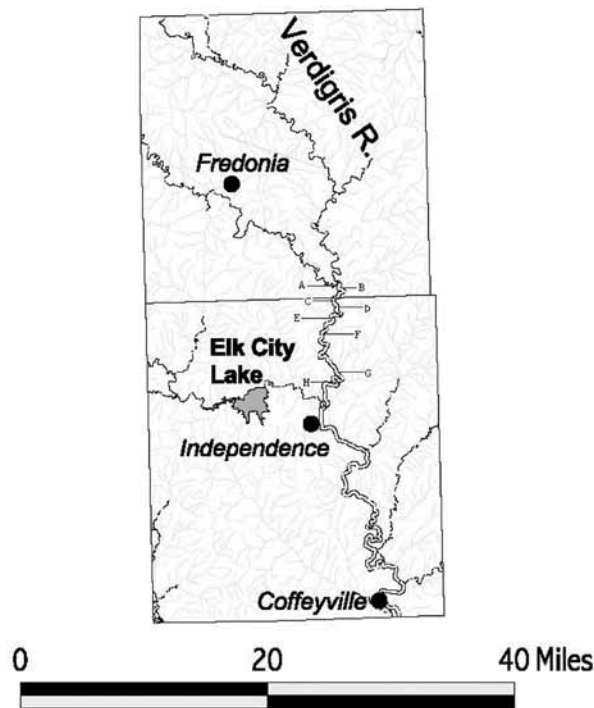 Verdigris R.
Fredonia
A
B
C
D
E
F
Elk City
Lake
G
H
Independence
Coffeyville
0 20 40 Miles